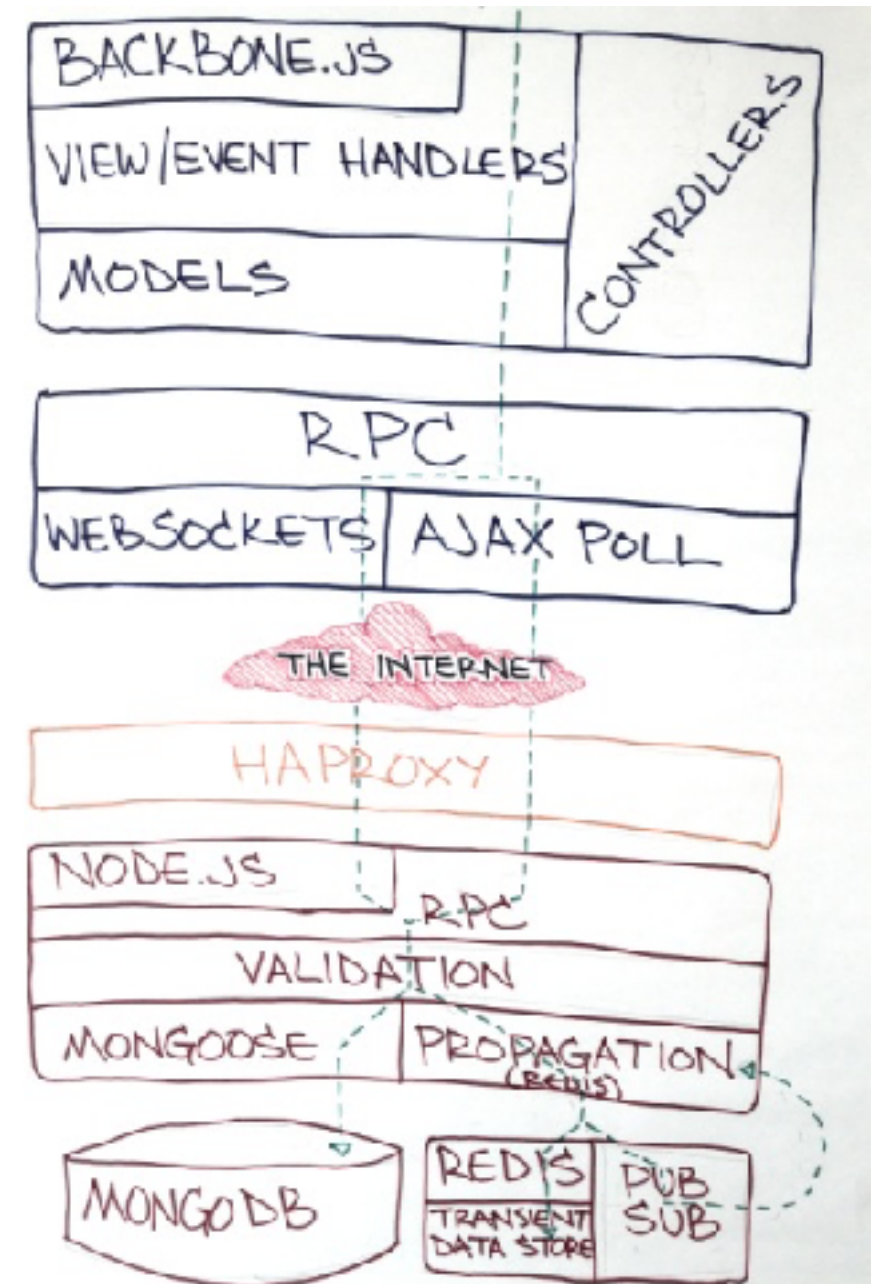 BACKBONE.JS
VIEW/EVENT HANDLERS
MODELS
CONTROLLERS
RPC
WEBSOCKETS
AJAX POLL
THE INTERNET
HAPROXY
NODE.JS
RPC
VALIDATION
MONGOOSE
PROPAGATION
(REDIS)
MONGODB
REDIS
TRANSIENT
DATA STORE
PUB
SUB